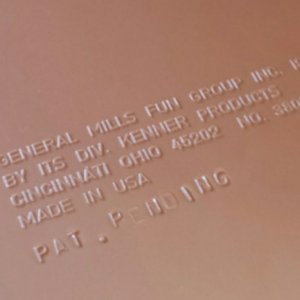 GENERAL MILLS FUN GROUP INC.
BY ITS DIV. KENNER PRODUCTS
CINCINNATI OHIO 45202 NO.
MADE IN USA
PAT. PENDING